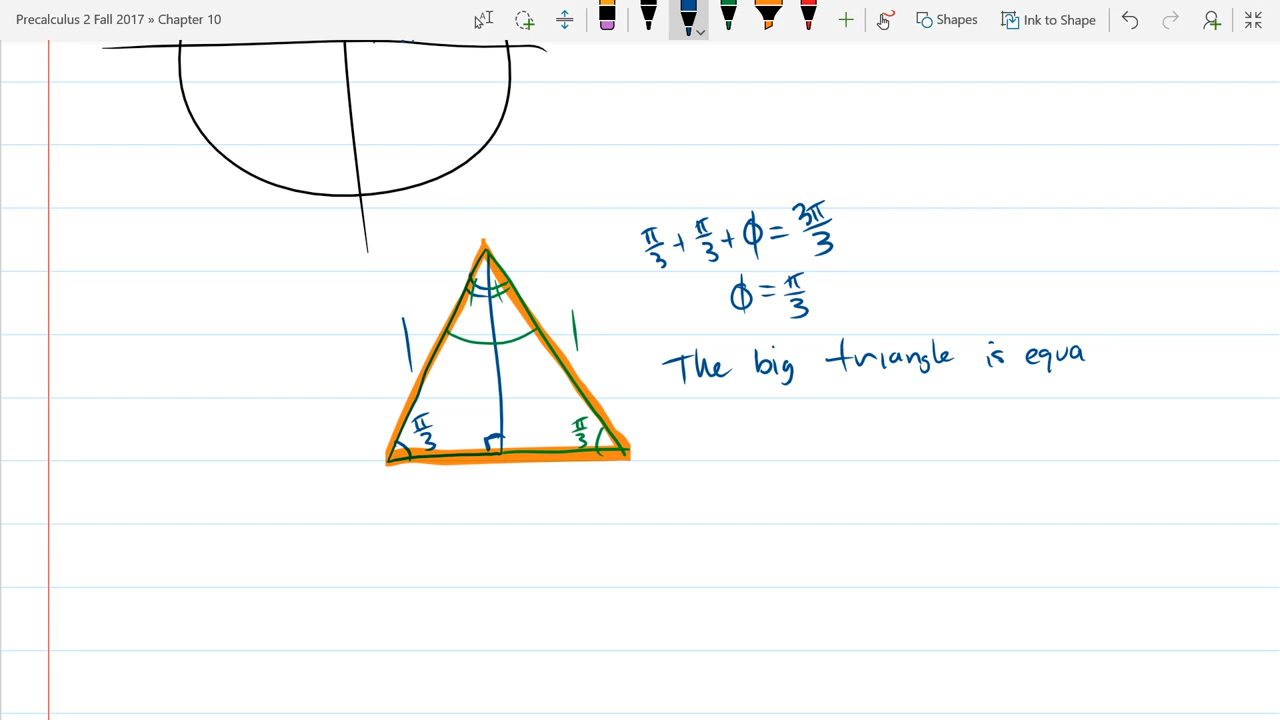 Precalculus 2 Fall 2017 » Chapter 10
Shapes
Ink to Shape
π/3 + π/3 + ϕ = 3π/3
ϕ = π/3
The big triangle is equa
1
1
π/3
π/3